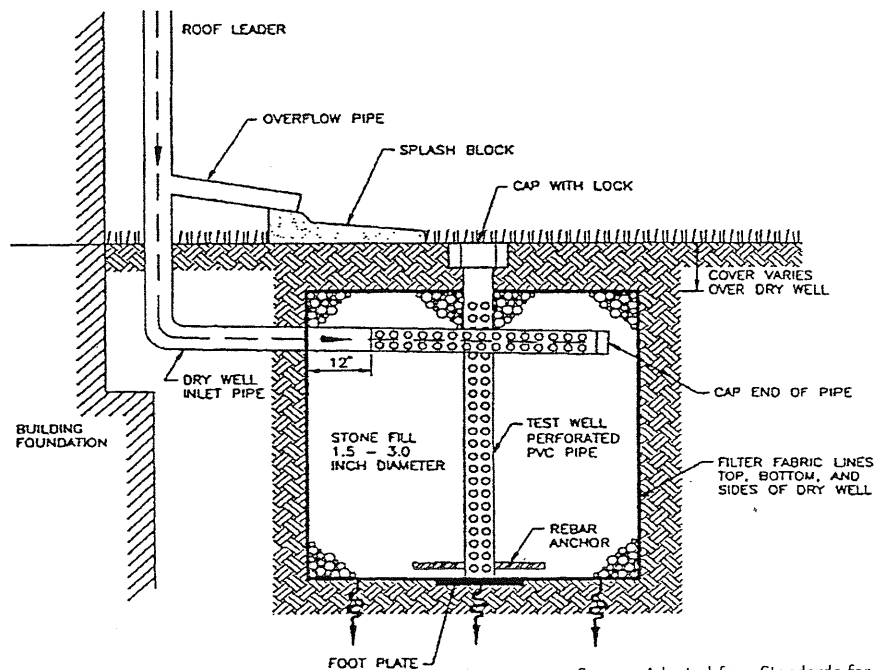 ROOF LEADER
OVERFLOW PIPE
SPLASH BLOCK
CAP WITH LOCK
COVER VARIES
OVER DRY WELL
12"
DRY WELL
INLET PIPE
CAP END OF PIPE
BUILDING
FOUNDATION
STONE FILL
1.5 – 3.0
INCH DIAMETER
TEST WELL
PERFORATED
PVC PIPE
FILTER FABRIC LINES
TOP, BOTTOM, AND
SIDES OF DRY WELL
REBAR
ANCHOR
FOOT PLATE
Adapted from Standards for